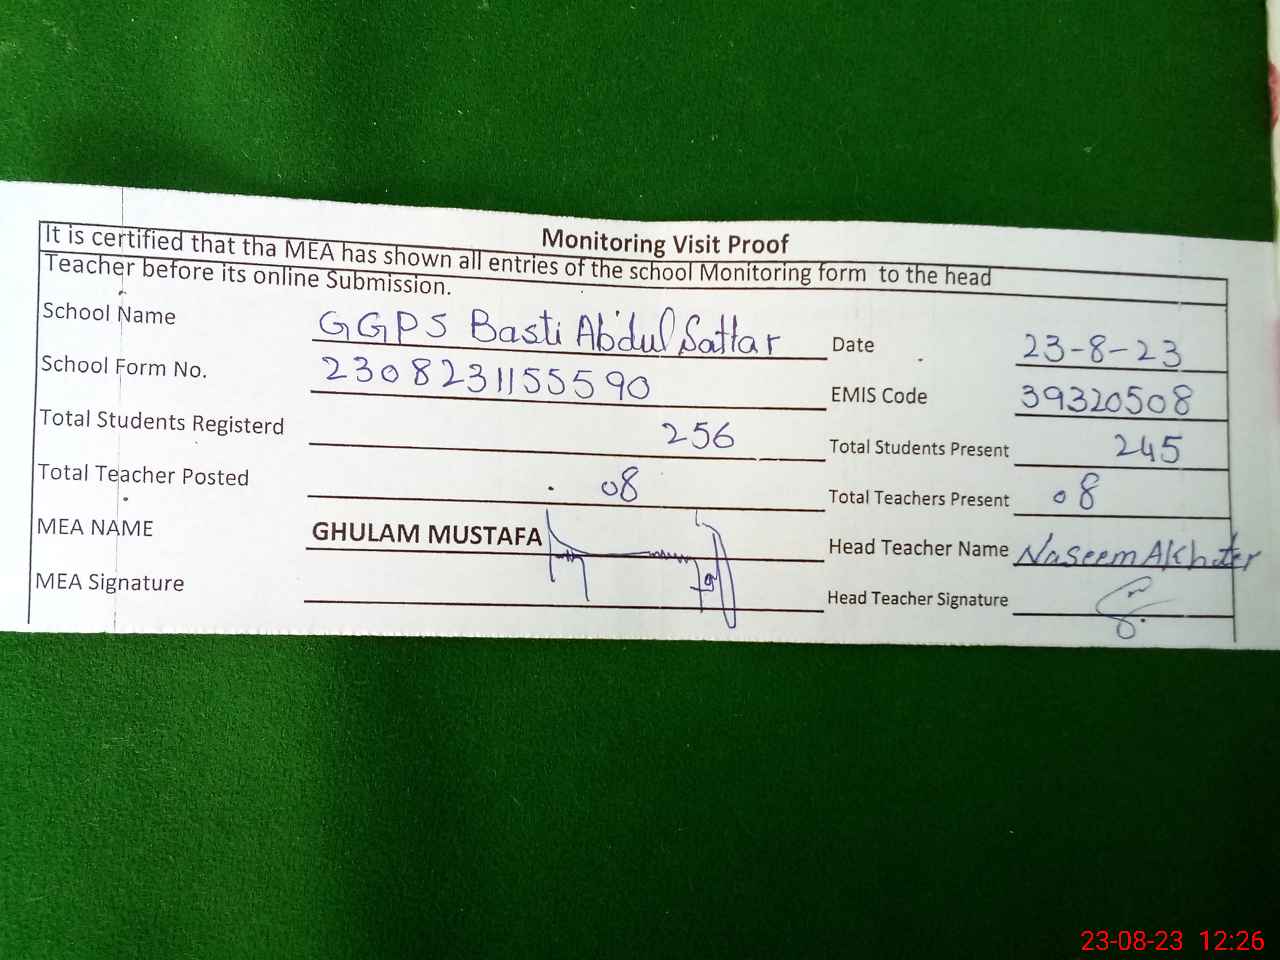 Monitoring Visit Proof
It is certified that tha MEA has shown all entries of the school Monitoring form to the head
Teacher before its online Submission.
School Name GGPS Basti Abdul Sattar Date 23-8-23
School Form No. 230823115590 EMIS Code 39320508
Total Students Registerd 256 Total Students Present 245
Total Teacher Posted 08 Total Teachers Present 08
MEA NAME GHULAM MUSTAFA Head Teacher Name Naseem Akhter
MEA Signature Head Teacher Signature
23-08-23 12:26